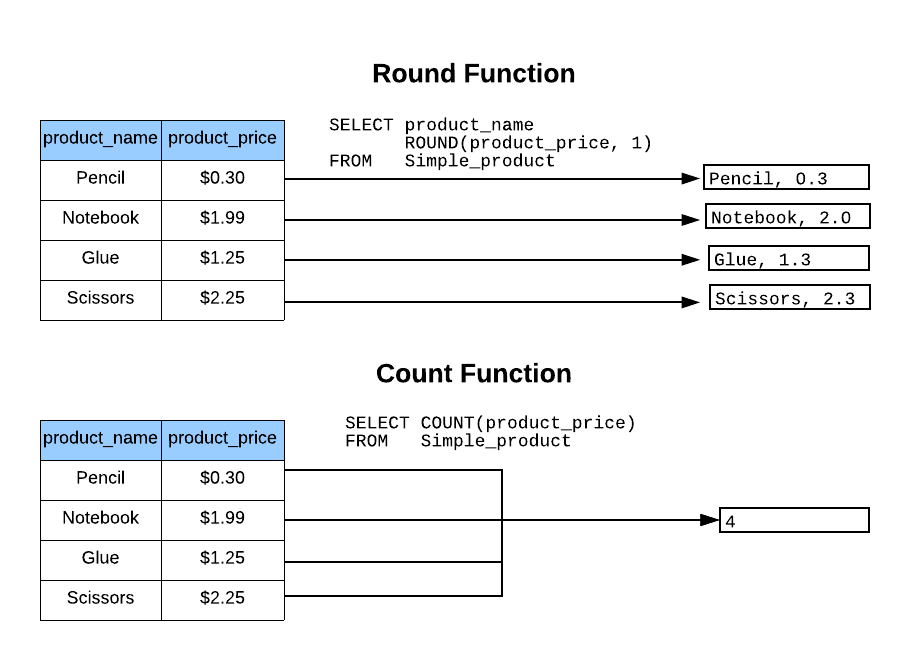 Round Function
SELECT product_name
ROUND(product_price, 1)
FROM Simple_product
product_name product_price
Pencil $0.30
Notebook $1.99
Glue $1.25
Scissors $2.25
Pencil, 0.3
Notebook, 2.0
Glue, 1.3
Scissors, 2.3
Count Function
SELECT COUNT(product_price)
FROM Simple_product
product_name product_price
Pencil $0.30
Notebook $1.99
Glue $1.25
Scissors $2.25
4